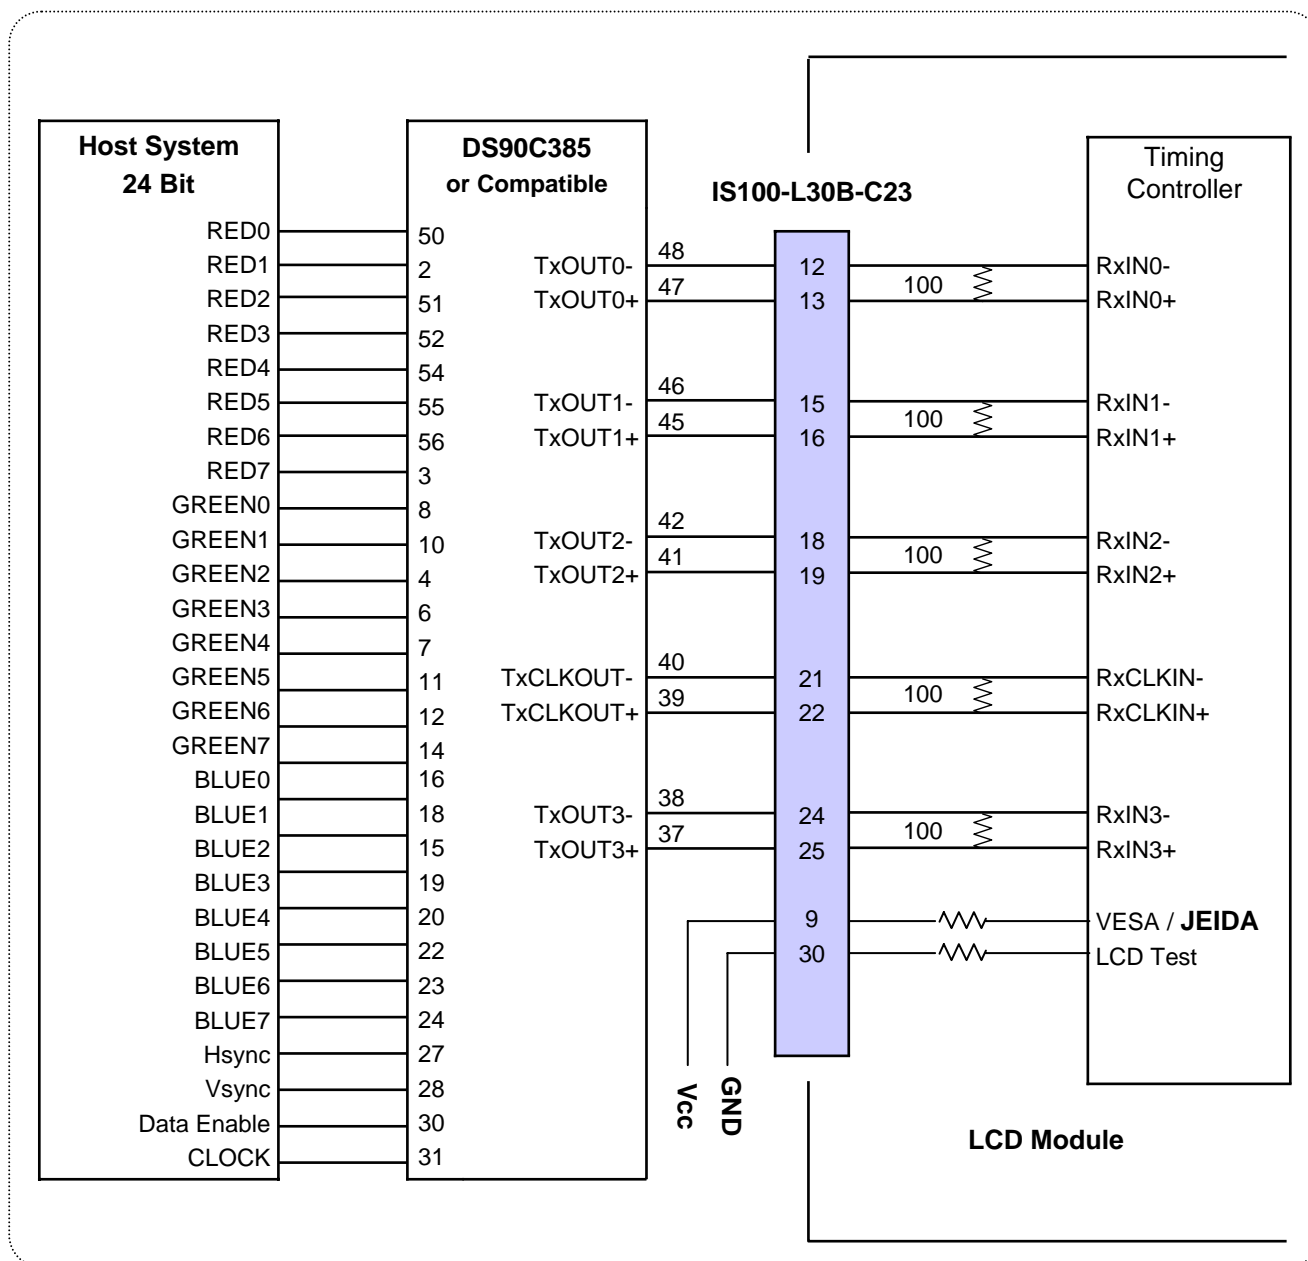 Host System
24 Bit
RED0
RED1
RED2
RED3
RED4
RED5
RED6
RED7
GREEN0
GREEN1
GREEN2
GREEN3
GREEN4
GREEN5
GREEN6
GREEN7
BLUE0
BLUE1
BLUE2
BLUE3
BLUE4
BLUE5
BLUE6
BLUE7
Hsync
Vsync
Data Enable
CLOCK
DS90C385
or Compatible
50
2
51
52
54
55
56
3
8
10
4
6
7
11
12
14
16
18
15
19
20
22
23
24
27
28
30
31
TxOUT0-
TxOUT0+
TxOUT1-
TxOUT1+
TxOUT2-
TxOUT2+
TxCLKOUT-
TxCLKOUT+
TxOUT3-
TxOUT3+
48
47
46
45
42
41
40
39
38
37
Vcc
GND
IS100-L30B-C23
12
13
15
16
18
19
21
22
24
25
9
30
100
100
100
100
100
Timing
Controller
RxIN0-
RxIN0+
RxIN1-
RxIN1+
RxIN2-
RxIN2+
RxCLKIN-
RxCLKIN+
RxIN3-
RxIN3+
VESA / JEIDA
LCD Test
LCD Module